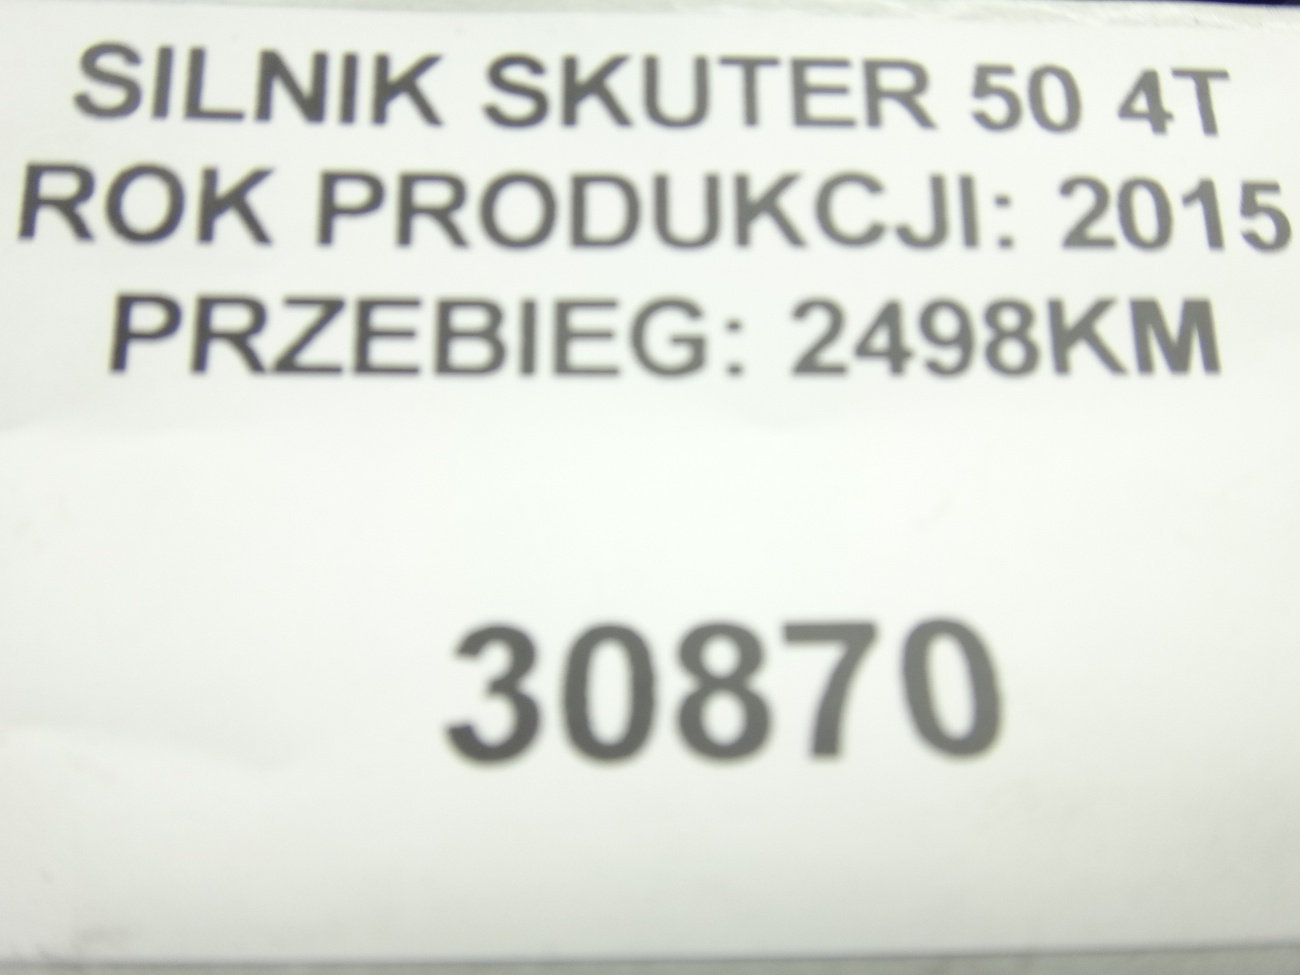 SILNIK SKUTER 50 4T
ROK PRODUKCJI: 2015
PRZEBIEG: 2498KM
30870